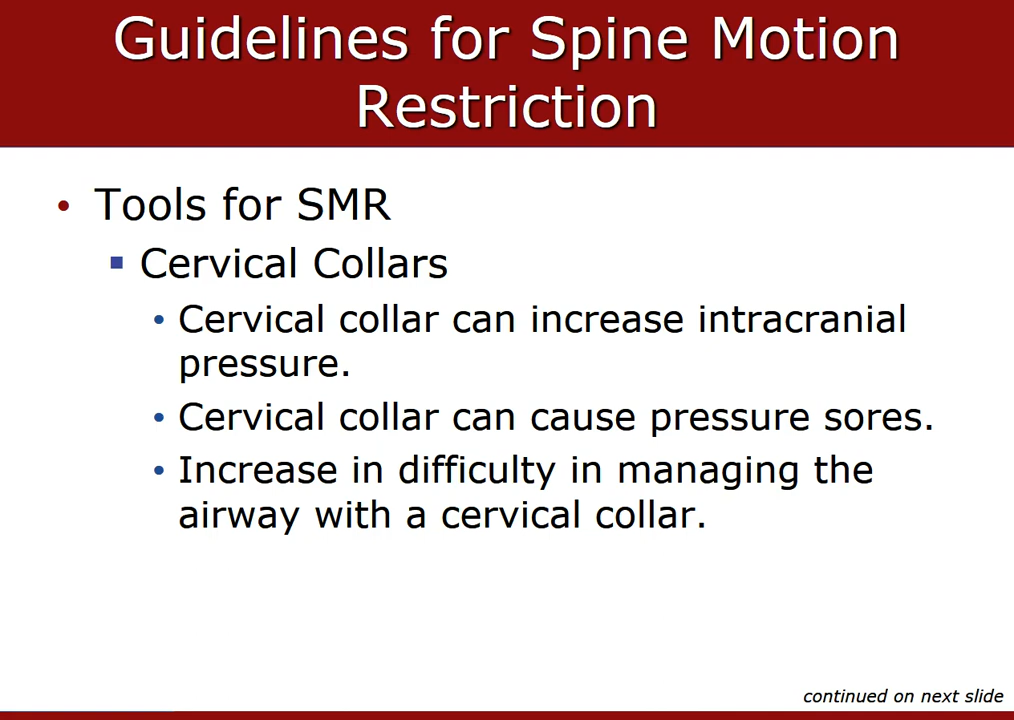 Guidelines for Spine Motion
Restriction
• Tools for SMR
▪ Cervical Collars
• Cervical collar can increase intracranial
pressure.
• Cervical collar can cause pressure sores.
• Increase in difficulty in managing the
airway with a cervical collar.
continued on next slide